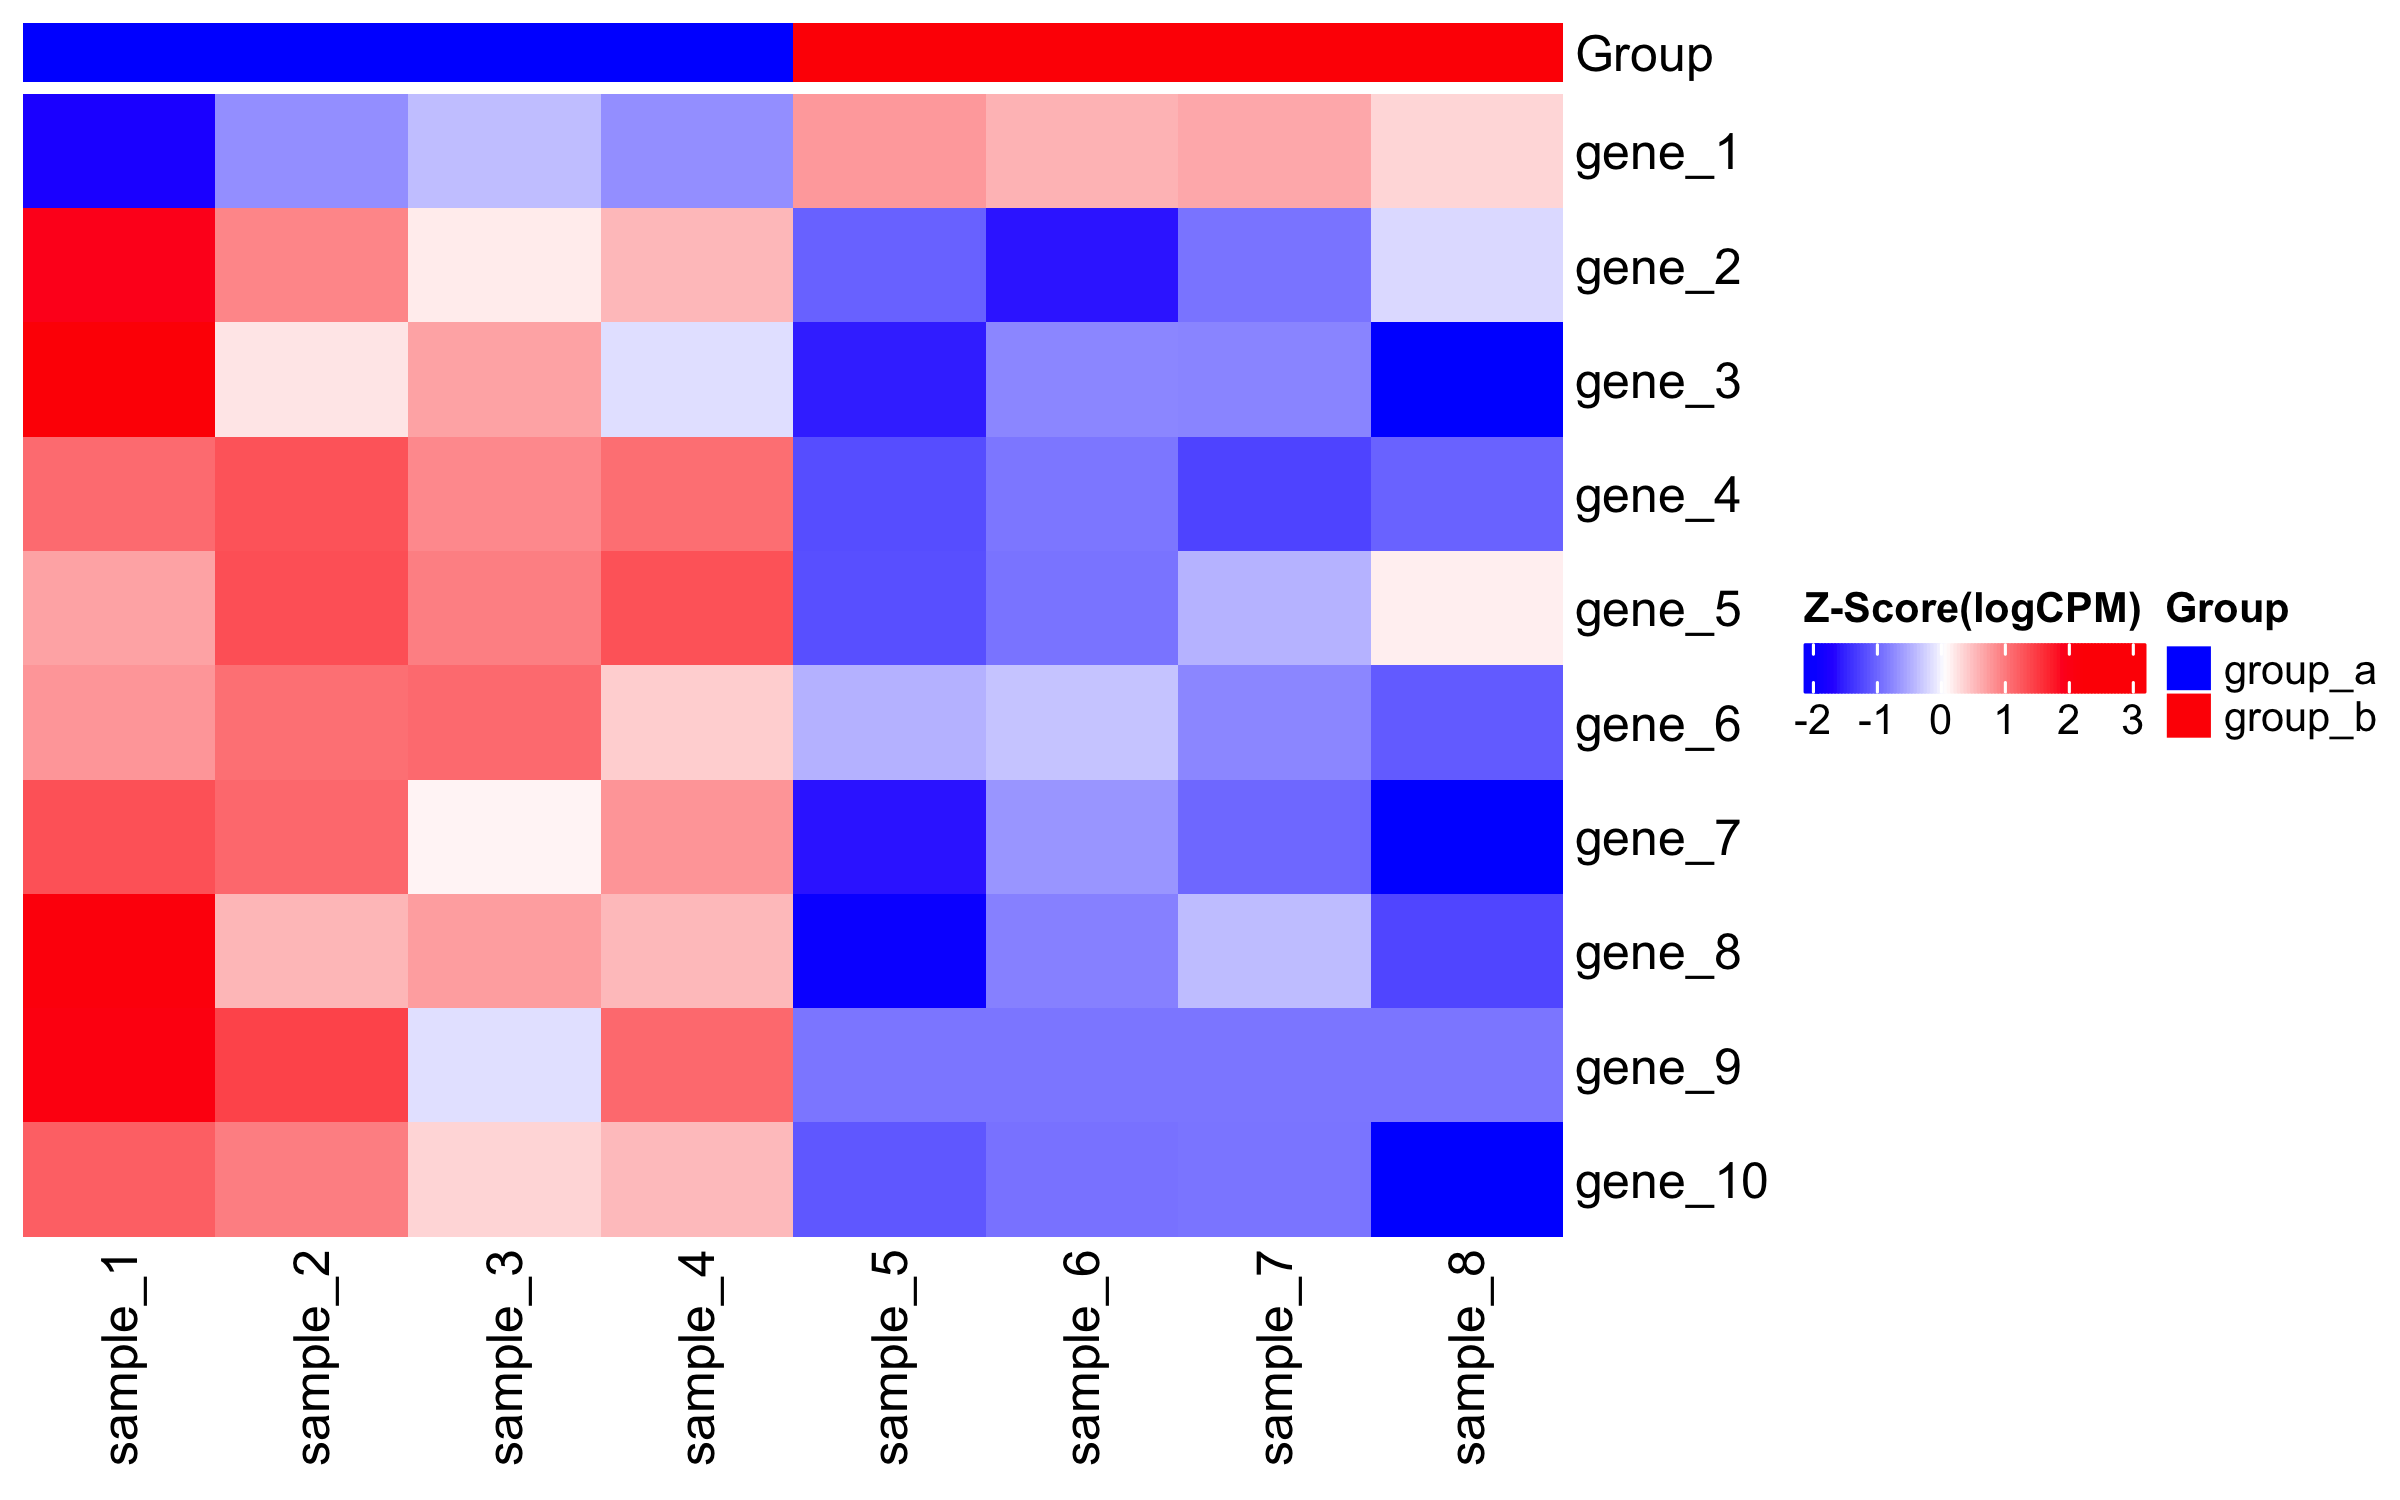 Group
gene_1
gene_2
gene_3
gene_4
gene_5
gene_6
gene_7
gene_8
gene_9
gene_10
sample_1
sample_2
sample_3
sample_4
sample_5
sample_6
sample_7
sample_8
Z-Score(logCPM)
-2 -1 0 1 2 3
Group
group_a
group_b